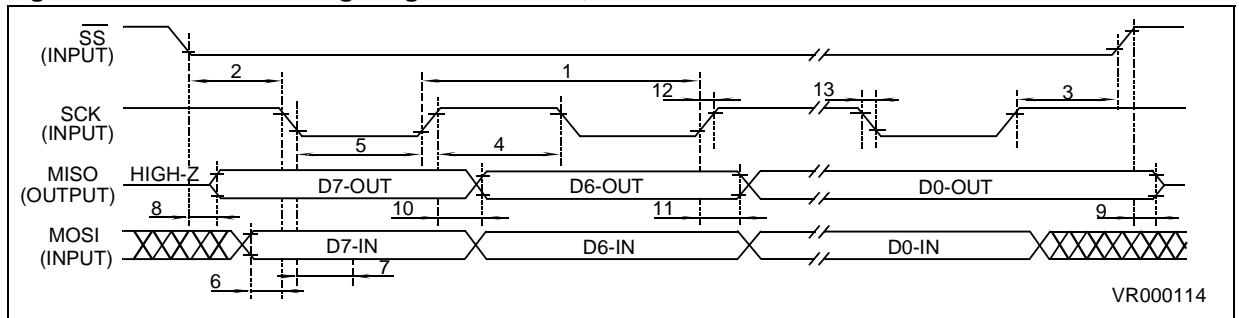 SS
(INPUT)
2
1
12
13
3
SCK
(INPUT)
5
4
MISO
(OUTPUT)
HIGH-Z
D7-OUT
D6-OUT
D0-OUT
8
10
11
9
MOSI
(INPUT)
D7-IN
D6-IN
D0-IN
7
6
VR000114